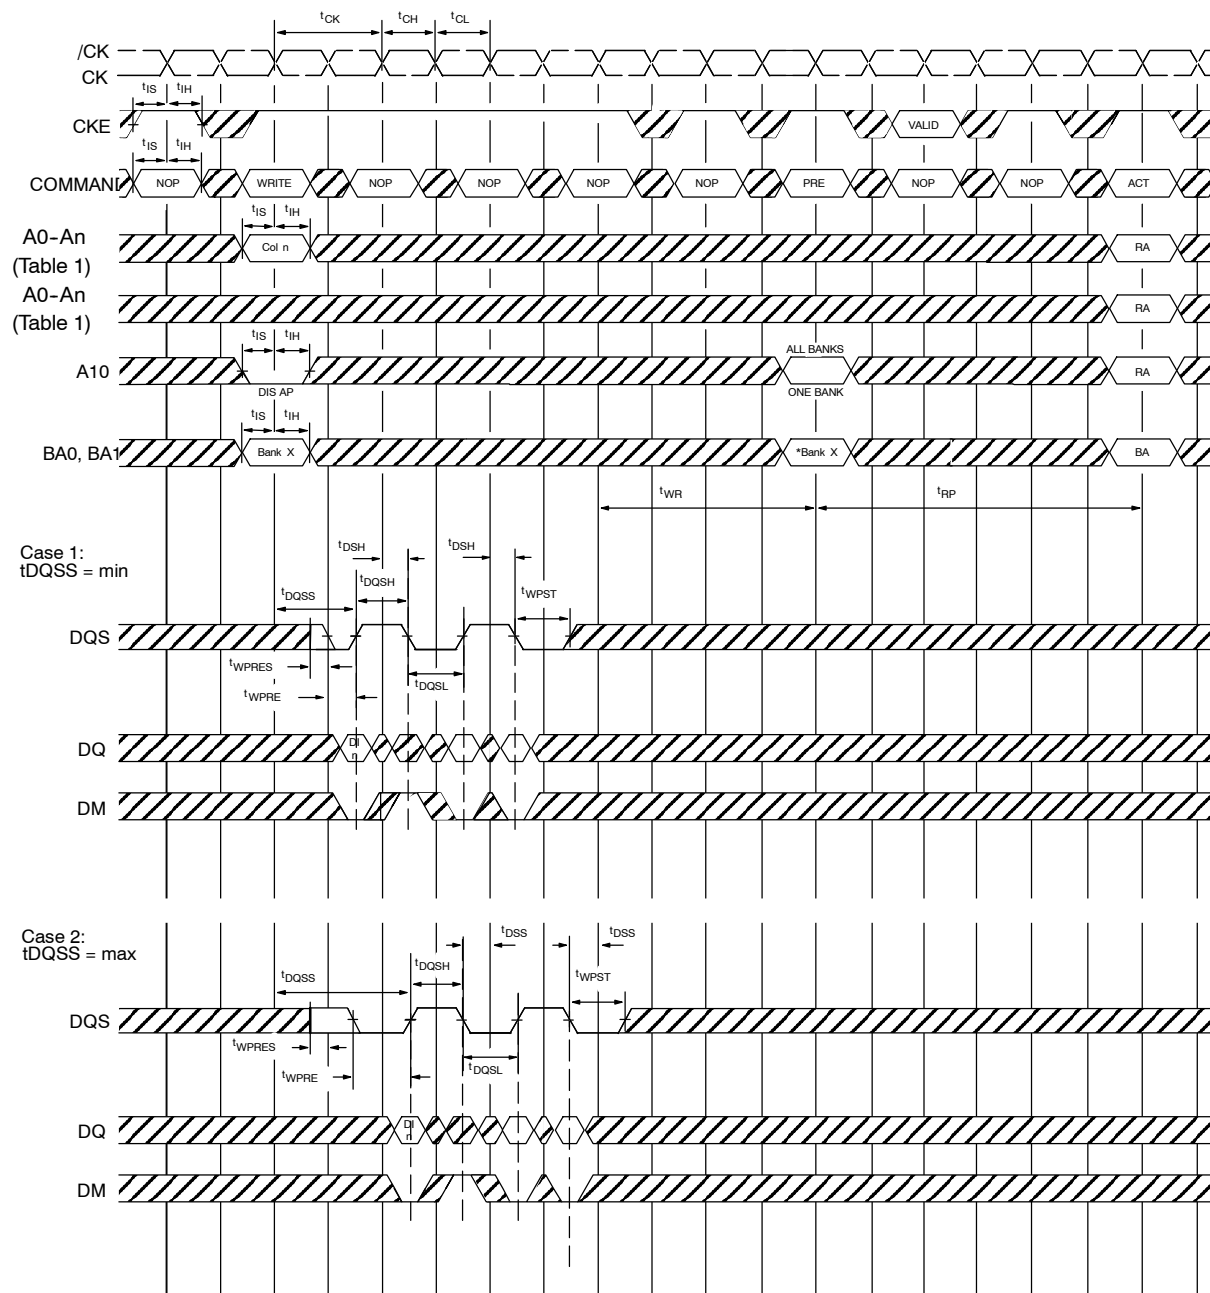 tCK tCH tCL
/CK
CK
tIS tIH
CKE VALID
tIS tIH
COMMAND NOP WRITE NOP NOP NOP NOP PRE NOP NOP ACT
tIS tIH
A0-An
(Table 1) Col n RA
A0-An
(Table 1) RA
tIS tIH ALL BANKS
A10 RA
DIS AP ONE BANK
tIS tIH
BA0, BA1 Bank X *Bank X BA
tWR tRP
Case 1:
tDQSS = min
tDSH tDSH
tDQSS tDQSH tWPST
DQS
tWPRES
tWPRE tDQSL
DQ DI n
DM
Case 2:
tDQSS = max
tDSS tDSS
tDQSS tDQSH tWPST
DQS
tWPRES
tWPRE tDQSL
DQ DI n
DM